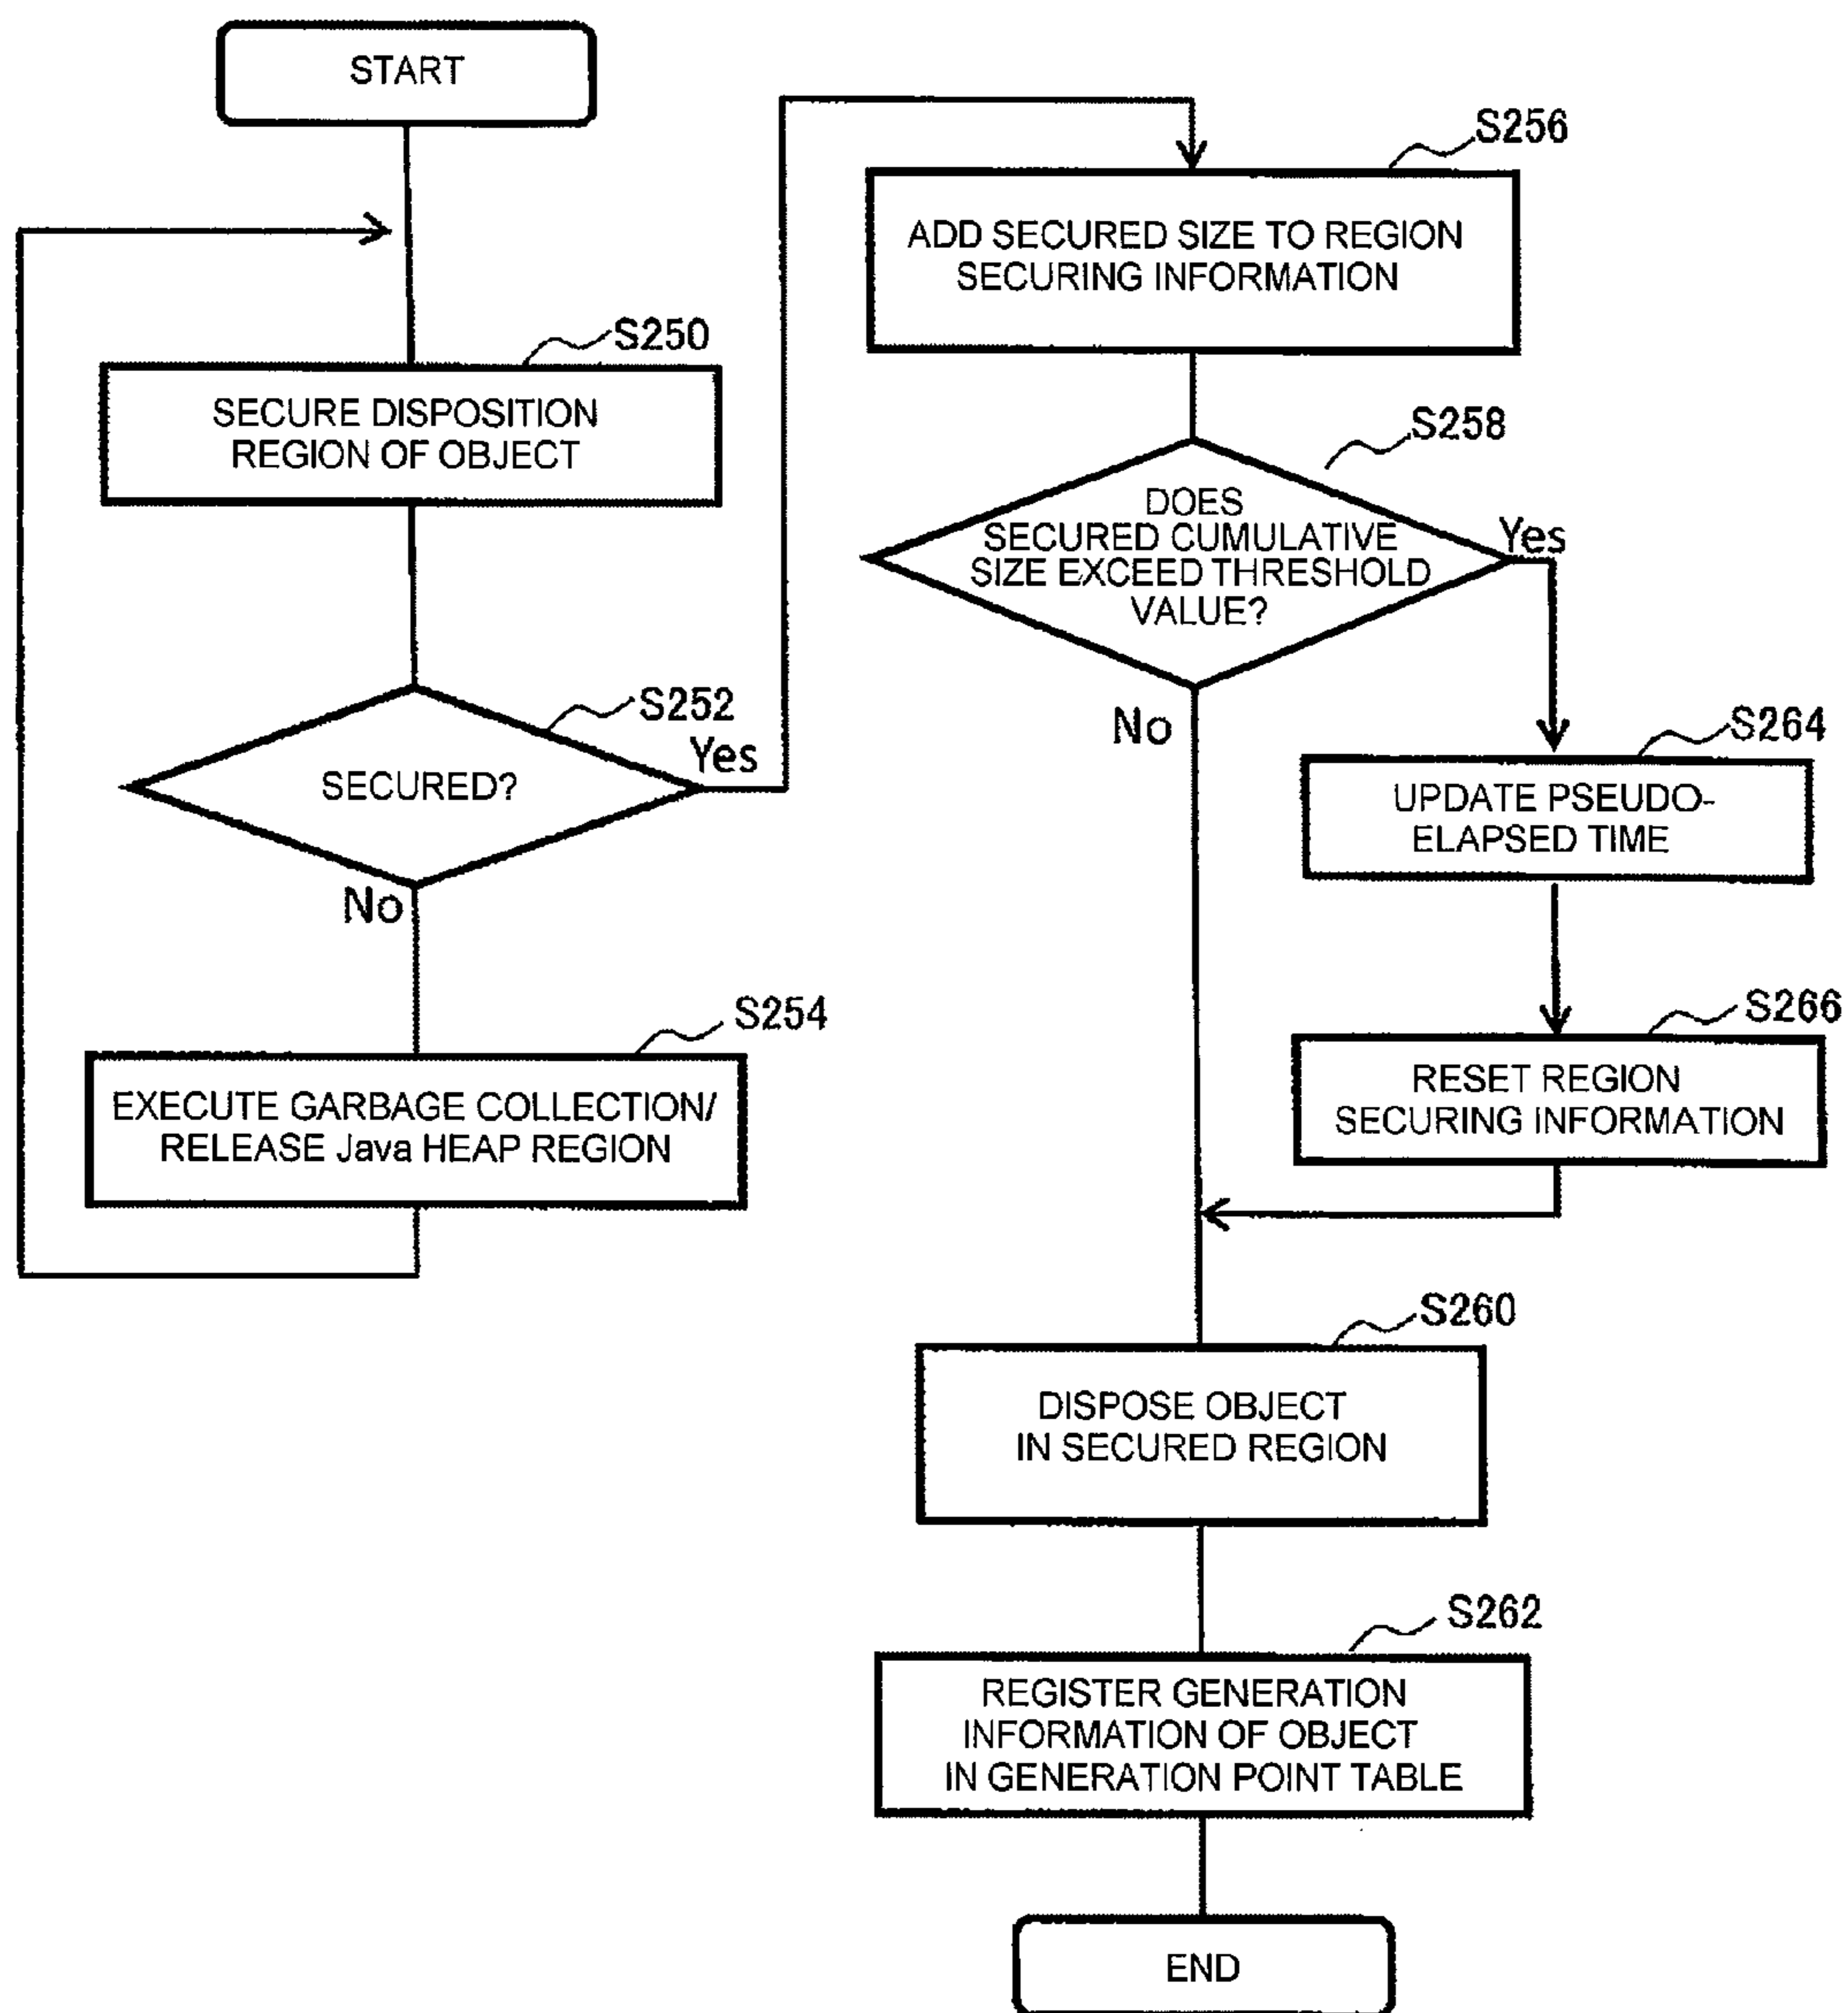 START
S250
SECURE DISPOSITION
REGION OF OBJECT
S252
SECURED?
Yes
No
S254
EXECUTE GARBAGE COLLECTION/
RELEASE Java HEAP REGION
S256
ADD SECURED SIZE TO REGION
SECURING INFORMATION
S258
DOES
SECURED CUMULATIVE
SIZE EXCEED THRESHOLD
VALUE?
Yes
No
S264
UPDATE PSEUDO-
ELAPSED TIME
S266
RESET REGION
SECURING INFORMATION
S260
DISPOSE OBJECT
IN SECURED REGION
S262
REGISTER GENERATION
INFORMATION OF OBJECT
IN GENERATION POINT TABLE
END